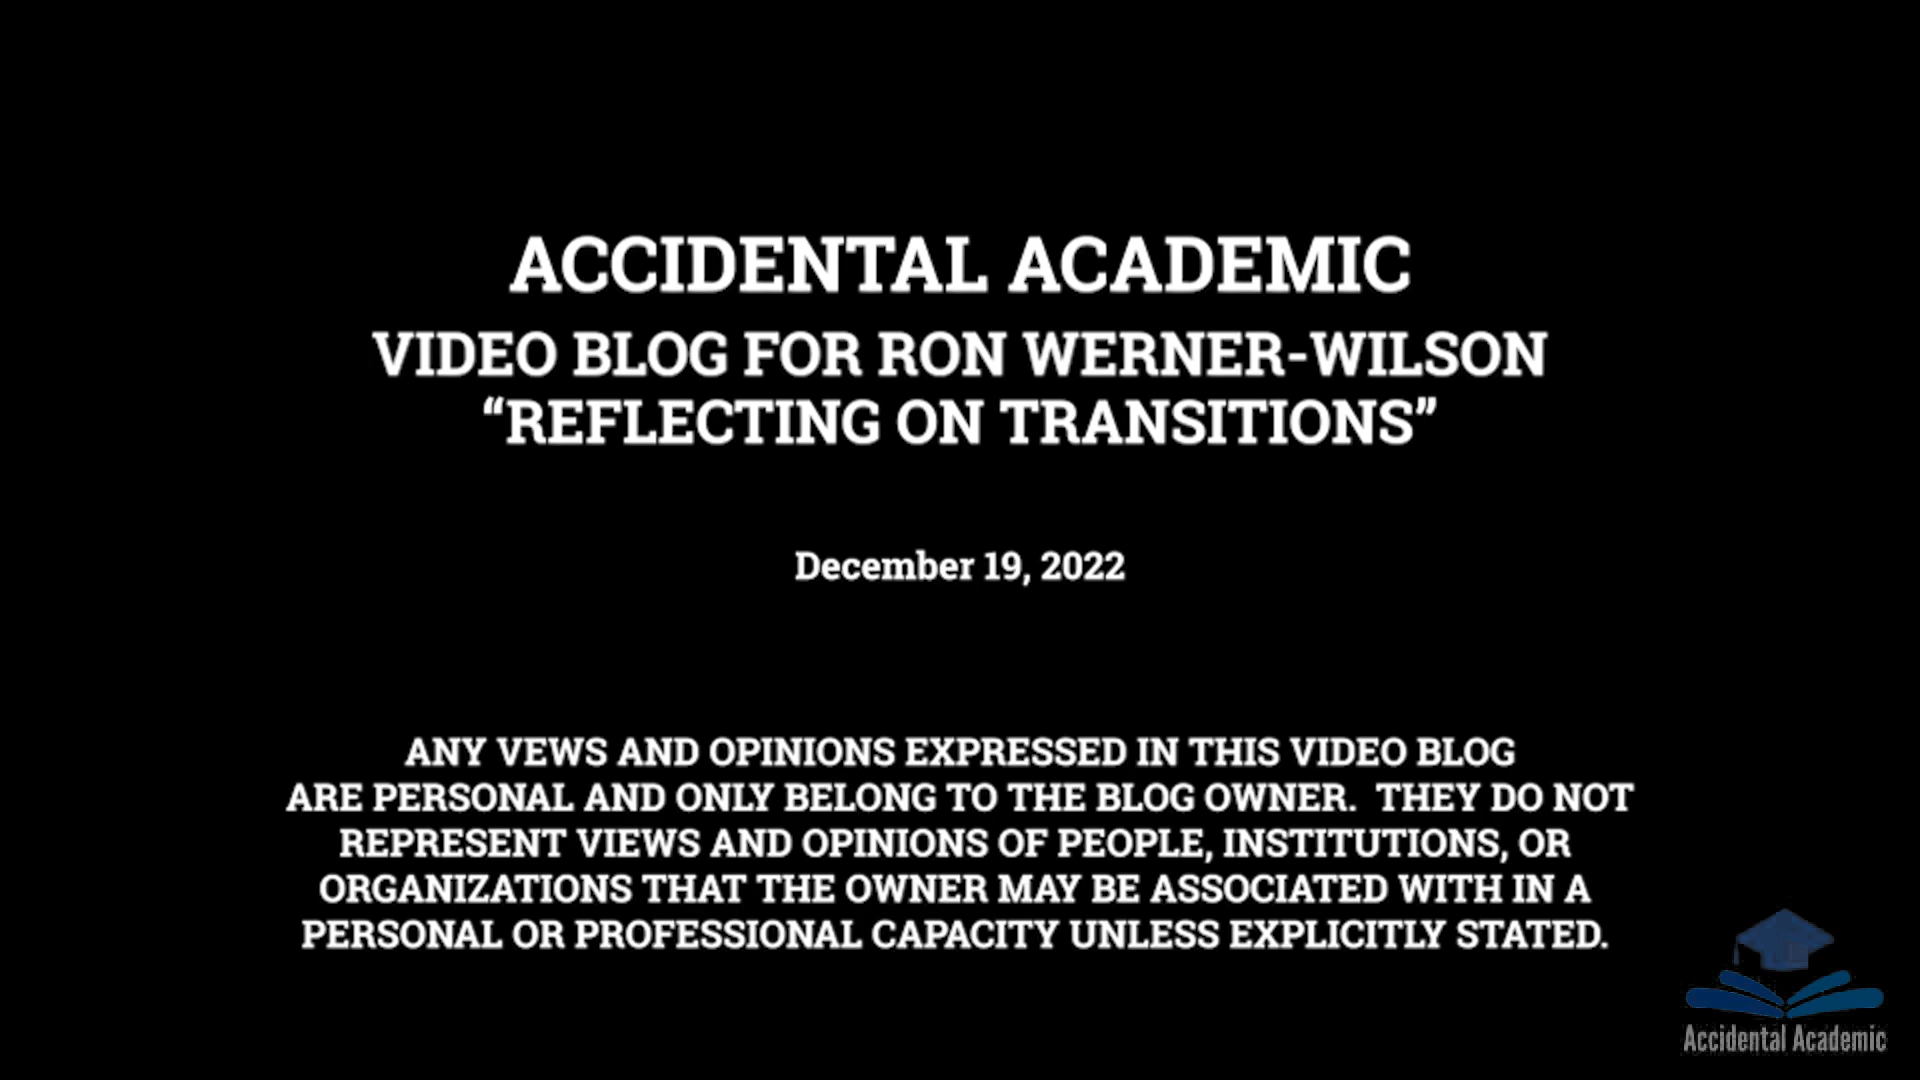 ACCIDENTAL ACADEMIC
VIDEO BLOG FOR RON WERNER-WILSON
“REFLECTING ON TRANSITIONS”
December 19, 2022
ANY VEWS AND OPINIONS EXPRESSED IN THIS VIDEO BLOG
ARE PERSONAL AND ONLY BELONG TO THE BLOG OWNER.  THEY DO NOT
REPRESENT VIEWS AND OPINIONS OF PEOPLE, INSTITUTIONS, OR
ORGANIZATIONS THAT THE OWNER MAY BE ASSOCIATED WITH IN A
PERSONAL OR PROFESSIONAL CAPACITY UNLESS EXPLICITLY STATED.
Accidental Academic